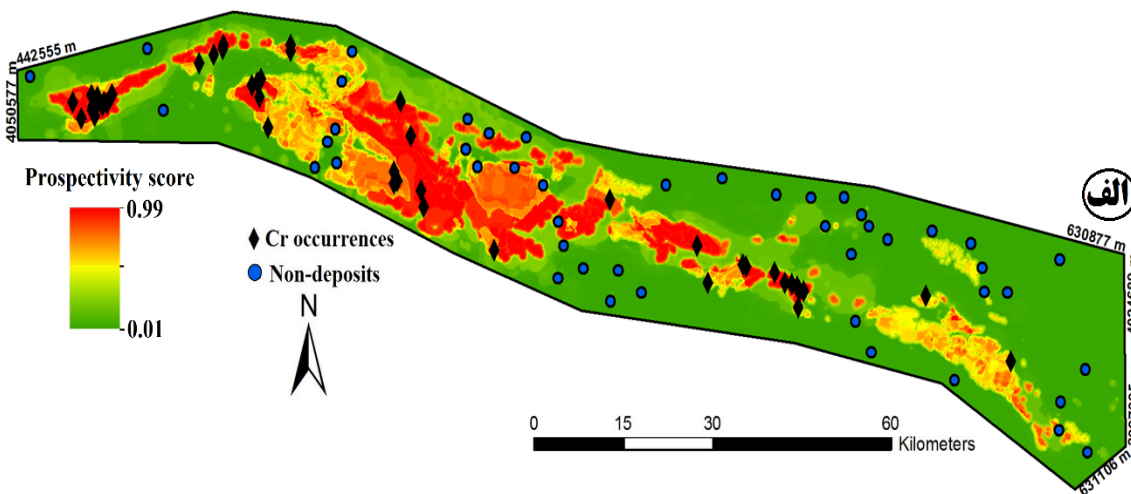 442555 m
4050577 m
Prospectivity score
0.99
0.01
Cr occurrences
Non-deposits
N
الف
630877 m
631106 m
0 15 30 60
Kilometers